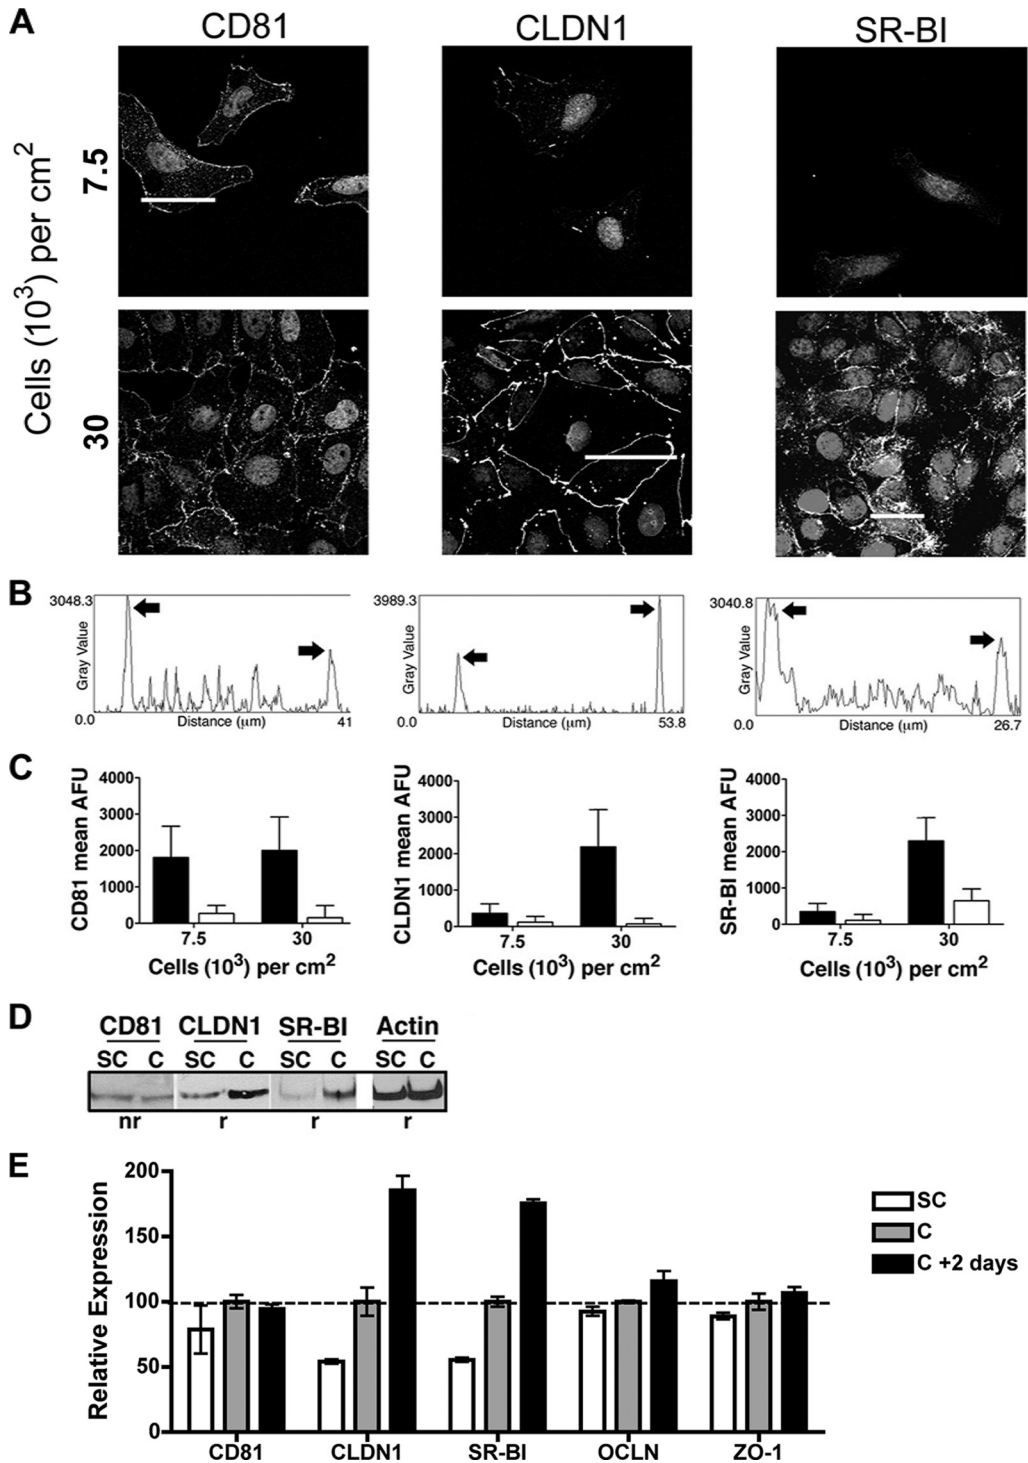 A
CD81 CLDN1 SR-BI
Cells (10³) per cm²
7.5
30
B
3048.3
Gray Value
0.0 Distance (μm) 41
3989.3
Gray Value
0.0 Distance (μm) 53.8
3040.8
Gray Value
0.0 Distance (μm) 26.7
C
CD81 mean AFU
4000
3000
2000
1000
0
7.5 30
Cells (10³) per cm²
CLDN1 mean AFU
4000
3000
2000
1000
0
7.5 30
Cells (10³) per cm²
SR-BI mean AFU
4000
3000
2000
1000
0
7.5 30
Cells (10³) per cm²
D
CD81 CLDN1 SR-BI Actin
SC C SC C SC C SC C
nr r r r
E
Relative Expression
200
150
100
50
0
CD81 CLDN1 SR-BI OCLN ZO-1
SC
C
C +2 days